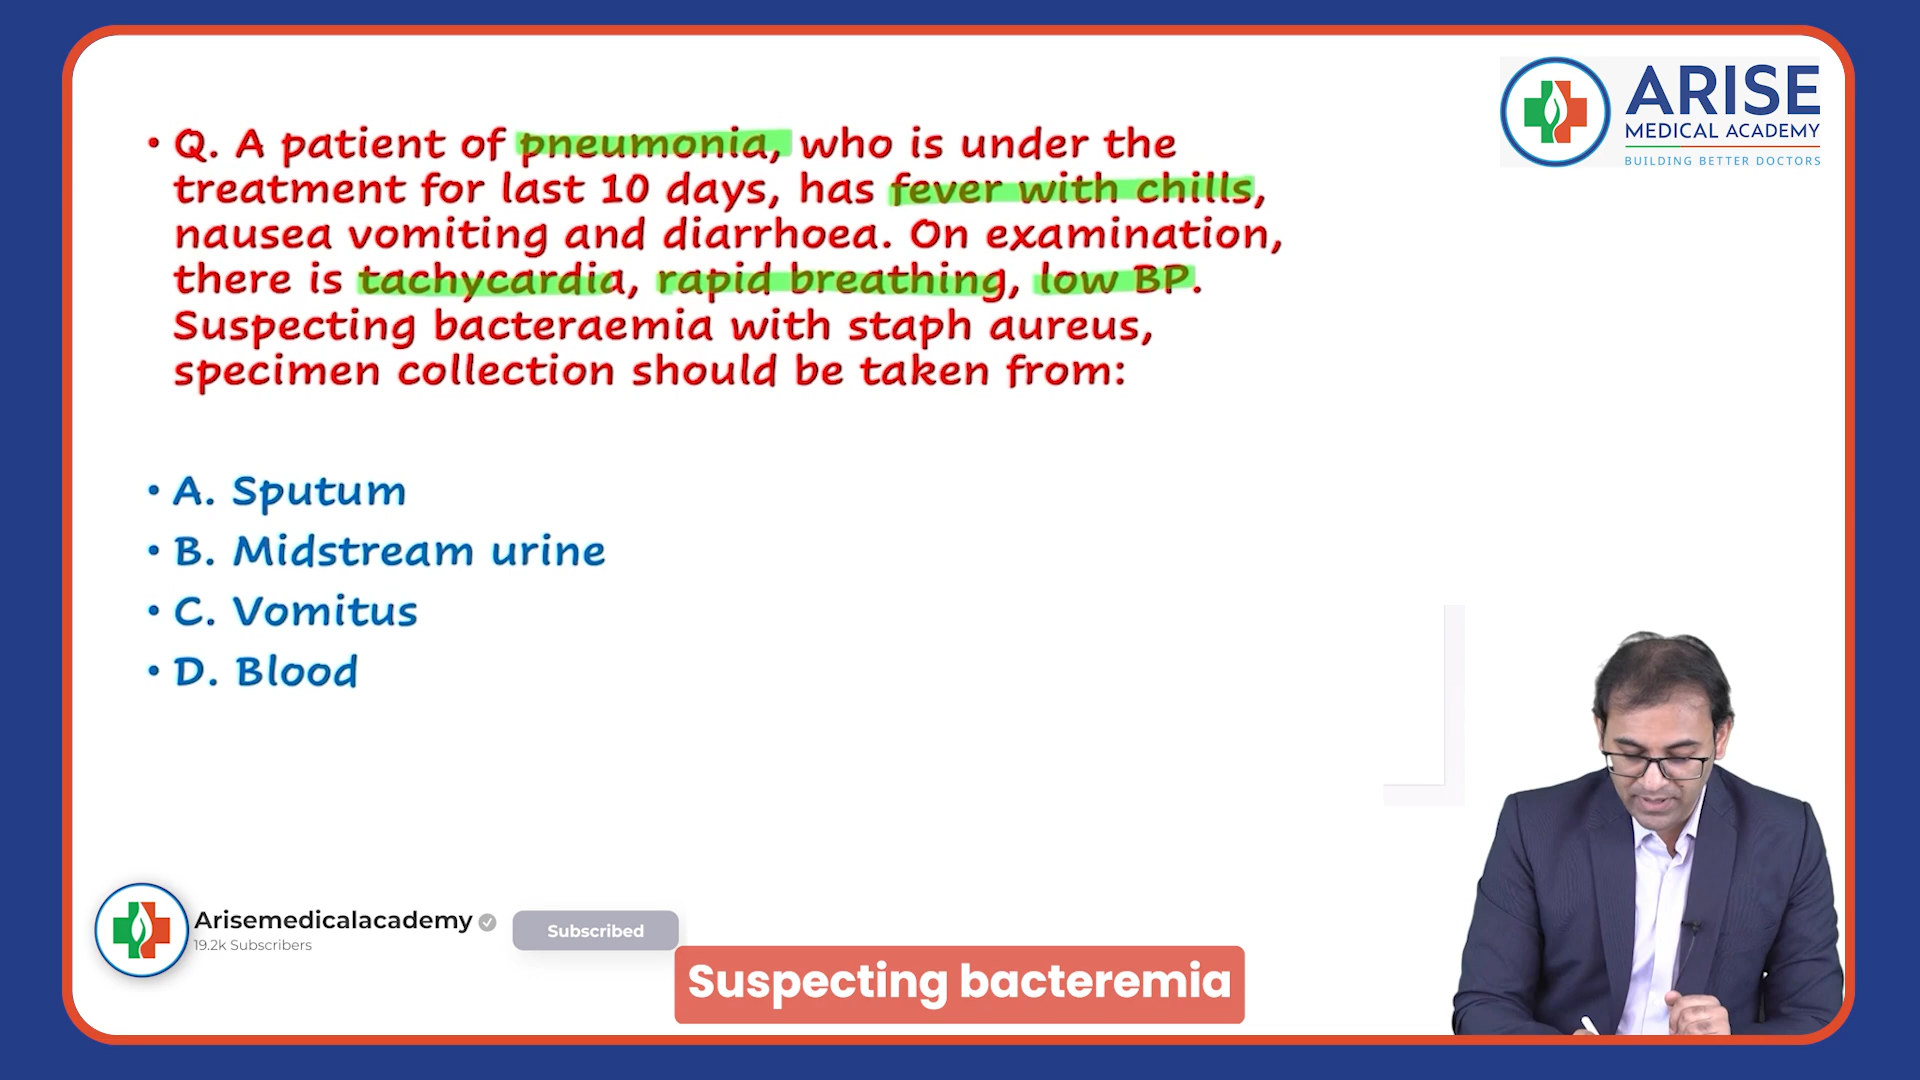 ARISE
MEDICAL ACADEMY
BUILDING BETTER DOCTORS
• Q. A patient of pneumonia, who is under the
treatment for last 10 days, has fever with chills,
nausea vomiting and diarrhoea. On examination,
there is tachycardia, rapid breathing, low BP.
Suspecting bacteraemia with staph aureus,
specimen collection should be taken from:
• A. Sputum
• B. Midstream urine
• C. Vomitus
• D. Blood
Arisemedicalacademy
19.2k Subscribers
Subscribed
Suspecting bacteremia